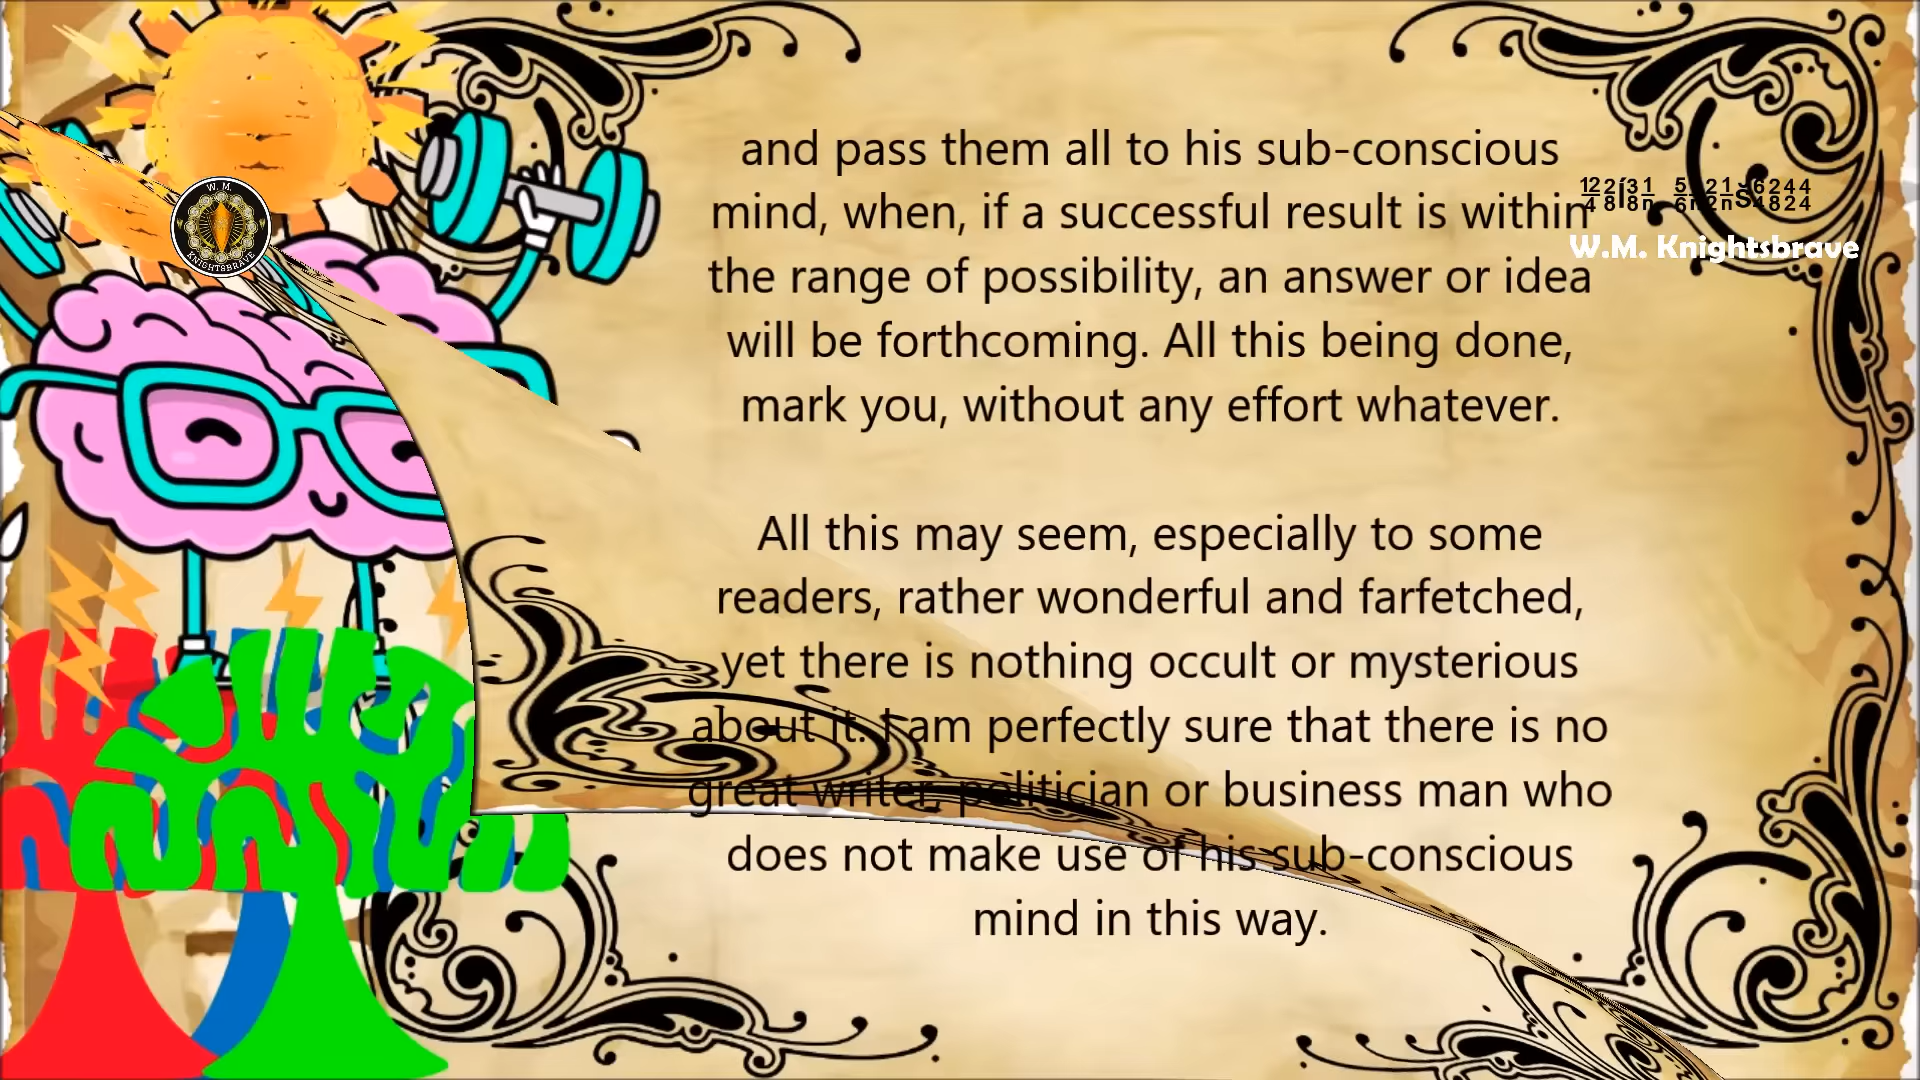 and pass them all to his sub-conscious
mind, when, if a successful result is within
the range of possibility, an answer or idea
will be forthcoming. All this being done,
mark you, without any effort whatever.
All this may seem, especially to some
readers, rather wonderful and farfetched,
yet there is nothing occult or mysterious
about it. I am perfectly sure that there is no
great writer, politician or business man who
does not make use of his sub-conscious
mind in this way.
W.M. Knightsbrave
W. M.
KNIGHTSBRAVE